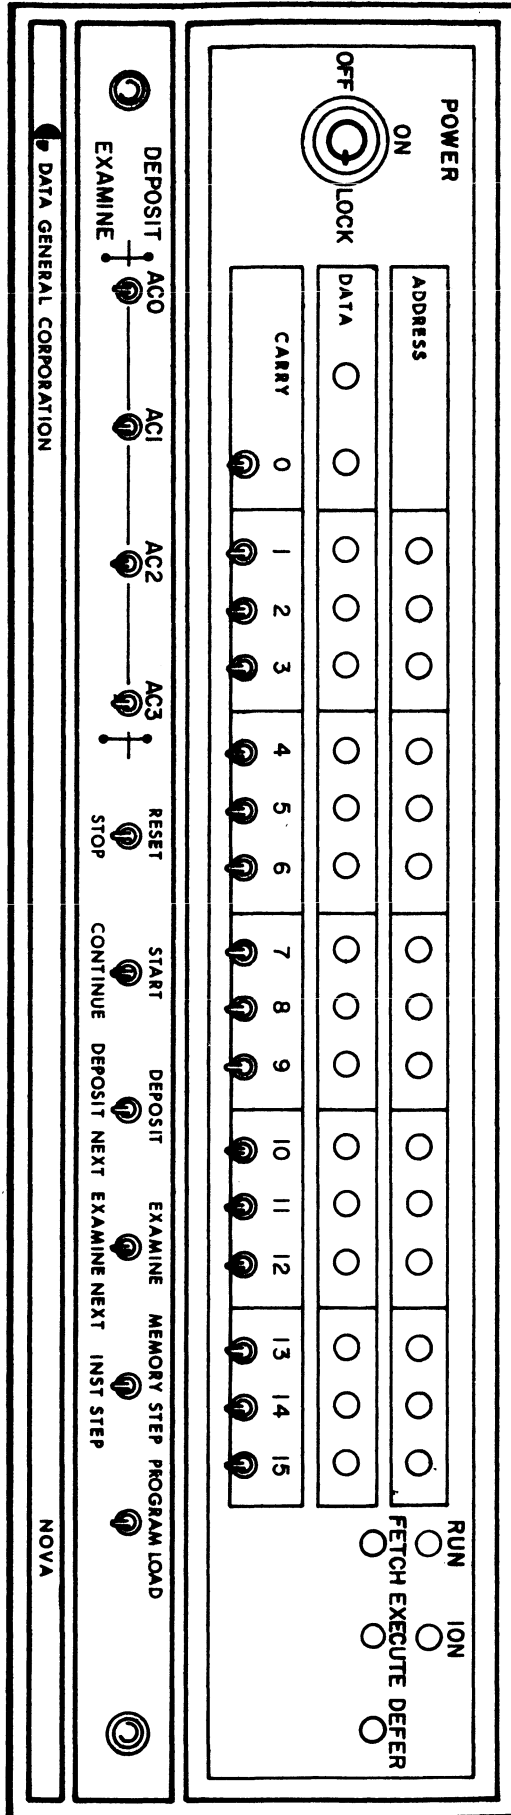 POWER
OFF ON LOCK
ADDRESS
DATA
CARRY 0 1 2 3 4 5 6 7 8 9 10 11 12 13 14 15
RUN ION
FETCH EXECUTE DEFER
DEPOSIT AC0 AC1 AC2 AC3 RESET START DEPOSIT EXAMINE MEMORY STEP PROGRAM LOAD
EXAMINE STOP CONTINUE DEPOSIT NEXT EXAMINE NEXT INST STEP
DATA GENERAL CORPORATION NOVA